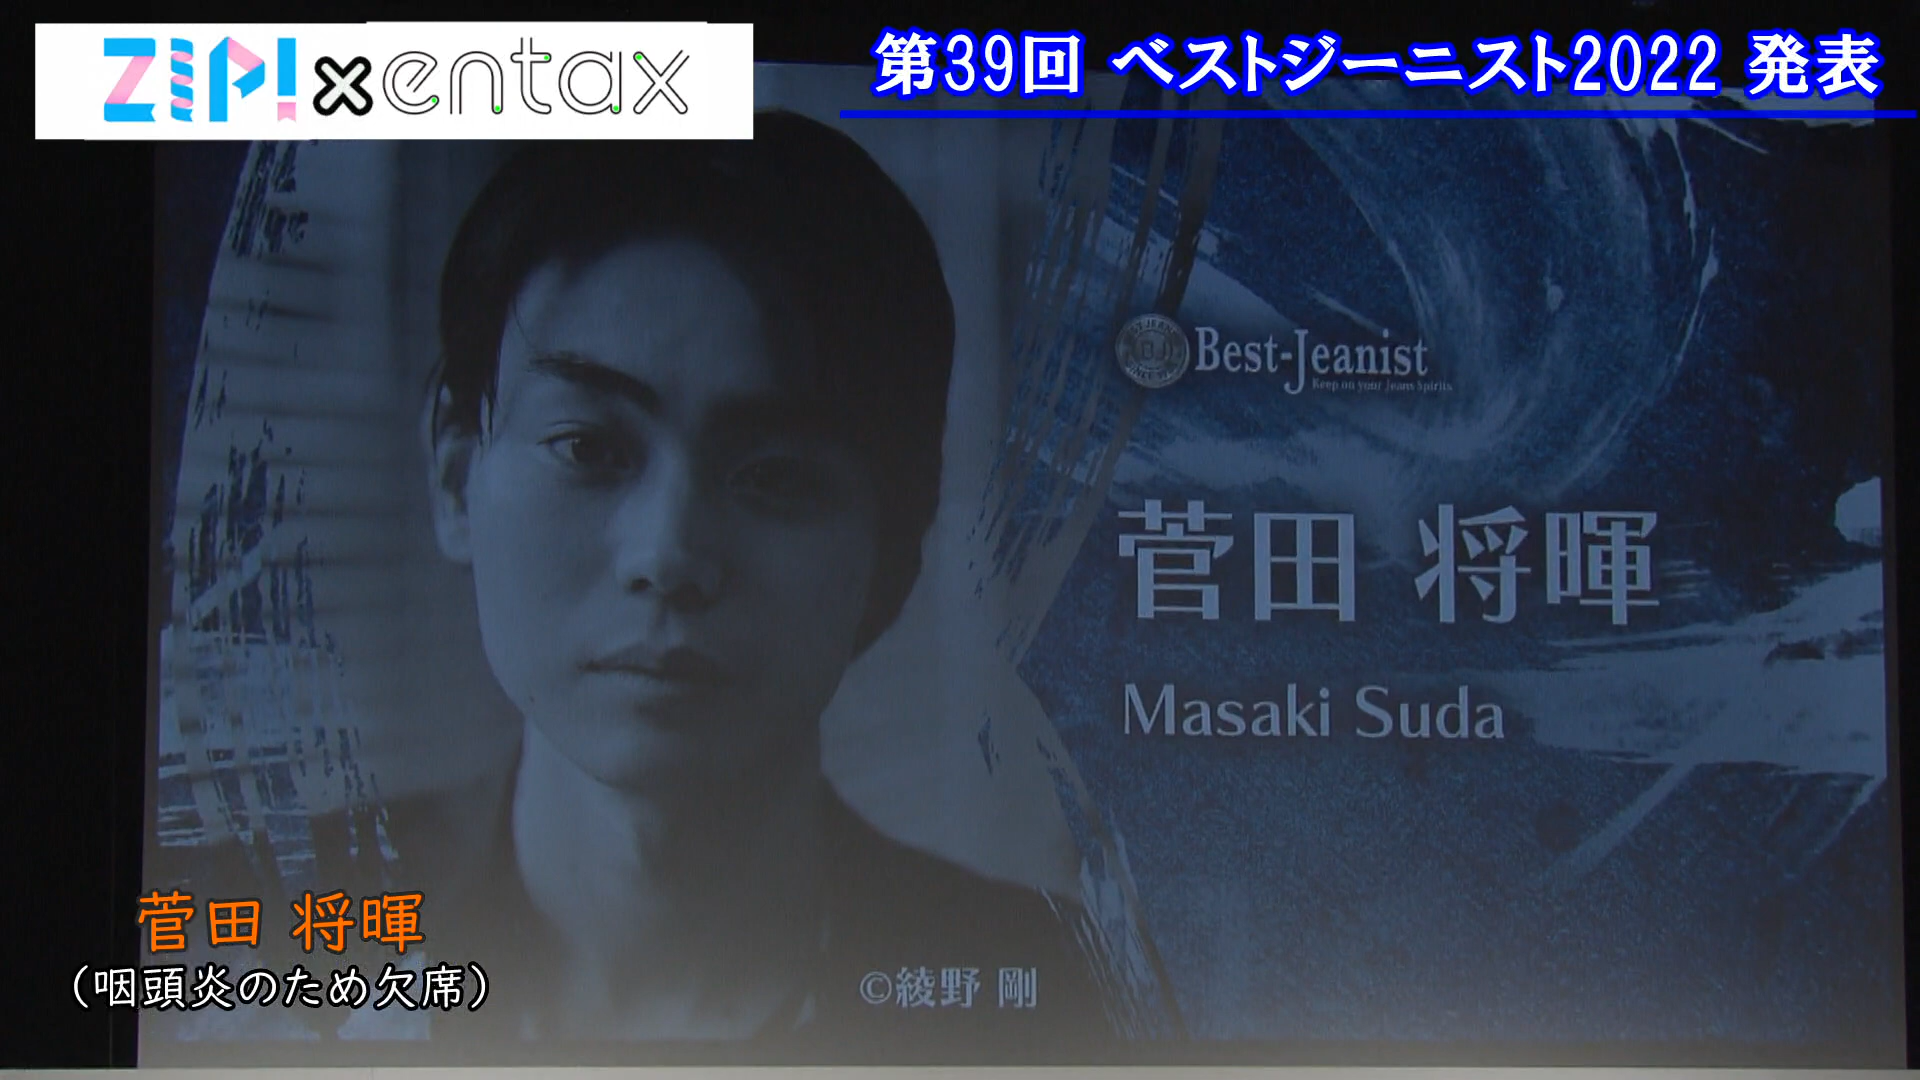 ZIP!×entax
第39回 ベストジーニスト2022 発表
Best-Jeanist
Keep on your Jeans Spirits.
菅田 将暉
Masaki Suda
菅田 将暉
(咽頭炎のため欠席)
©綾野 剛